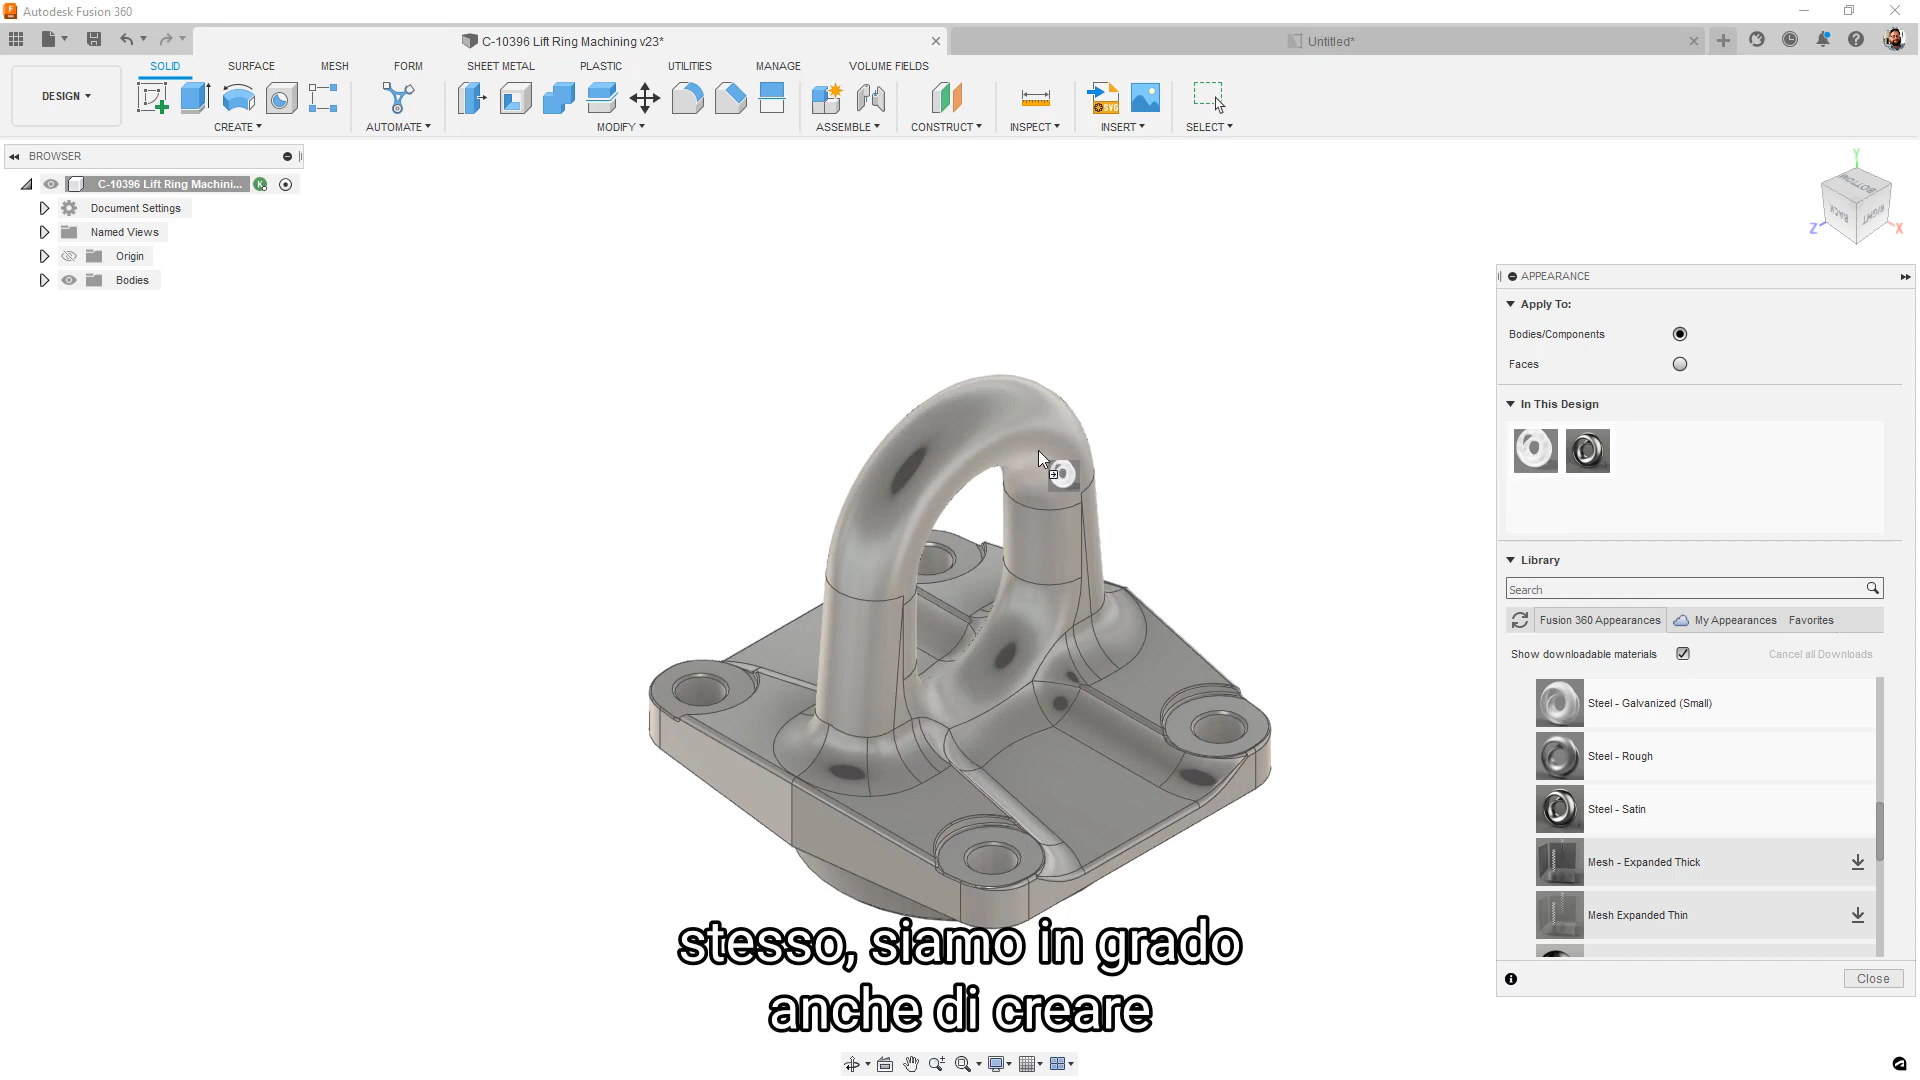 Autodesk Fusion 360
C-10396 Lift Ring Machining v23*
Untitled*
DESIGN
SOLID
SURFACE
MESH
FORM
SHEET METAL
PLASTIC
UTILITIES
MANAGE
VOLUME FIELDS
CREATE
AUTOMATE
MODIFY
ASSEMBLE
CONSTRUCT
INSPECT
INSERT
SELECT
SVG
BROWSER
C-10396 Lift Ring Machini...
Document Settings
Named Views
Origin
Bodies
Y
BOTTOM
BACK
RIGHT
Z
X
APPEARANCE
Apply To:
Bodies/Components
Faces
In This Design
Library
Search
Fusion 360 Appearances
My Appearances
Favorites
Show downloadable materials
Cancel all Downloads
Steel - Galvanized (Small)
Steel - Rough
Steel - Satin
Mesh - Expanded Thick
Mesh Expanded Thin
Close
stesso, siamo in grado
anche di creare